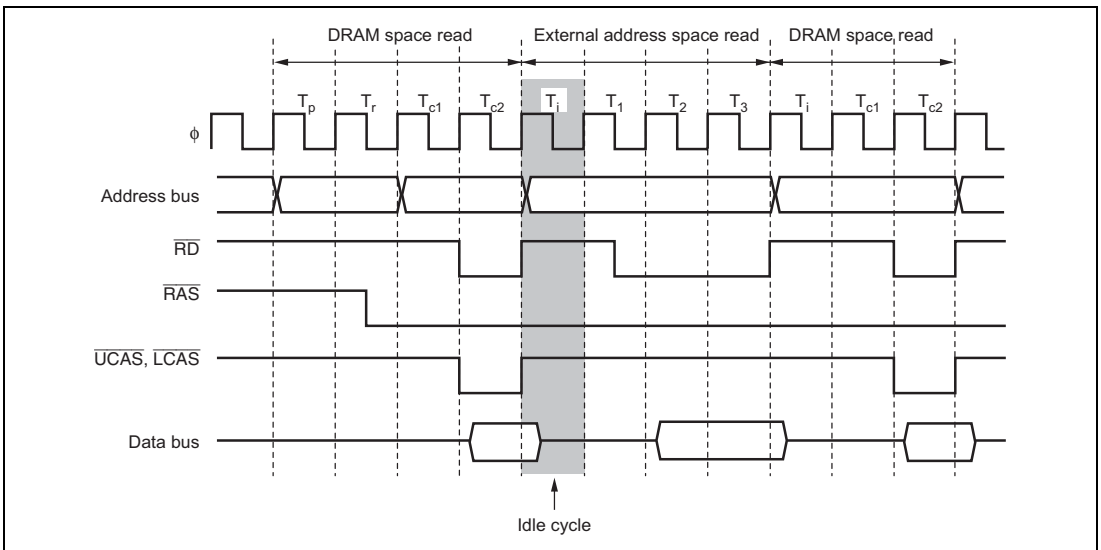 DRAM space read External address space read DRAM space read
Tp Tr Tc1 Tc2 Ti T1 T2 T3 Ti Tc1 Tc2
ϕ
Address bus
RD
RAS
UCAS, LCAS
Data bus
Idle cycle